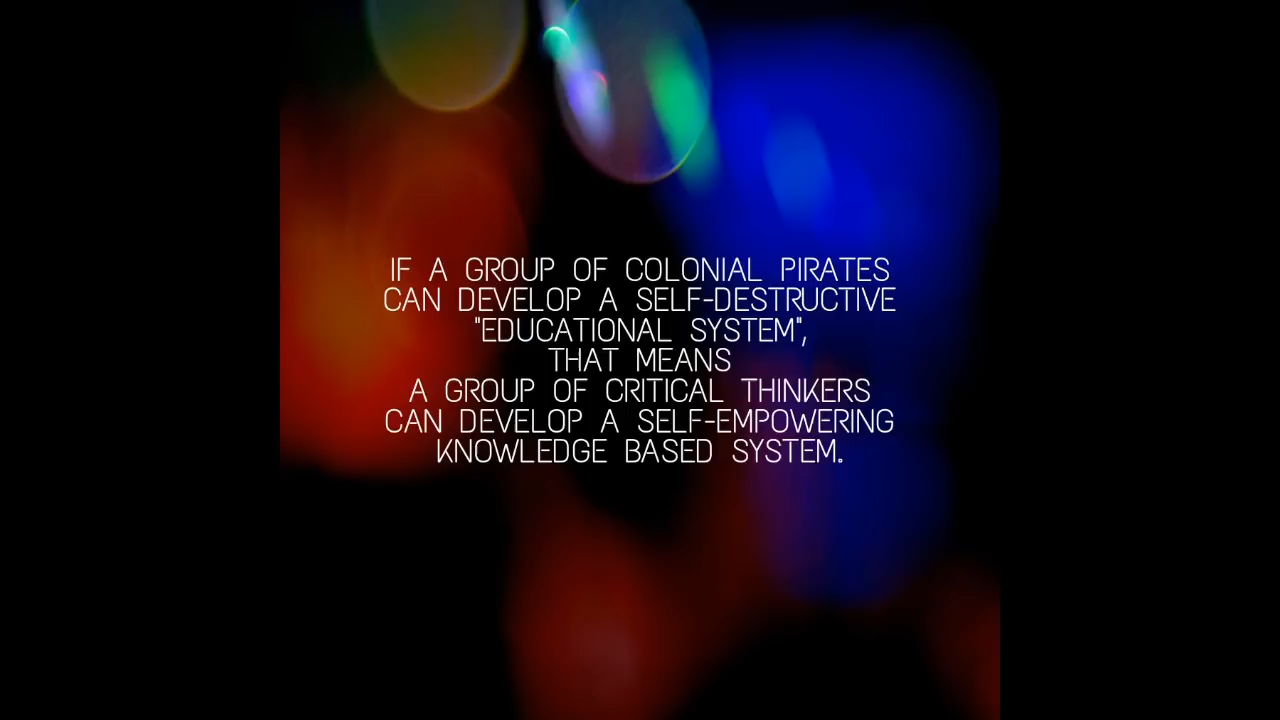 IF A GROUP OF COLONIAL PIRATES
CAN DEVELOP A SELF-DESTRUCTIVE
"EDUCATIONAL SYSTEM",
THAT MEANS
A GROUP OF CRITICAL THINKERS
CAN DEVELOP A SELF-EMPOWERING
KNOWLEDGE BASED SYSTEM.